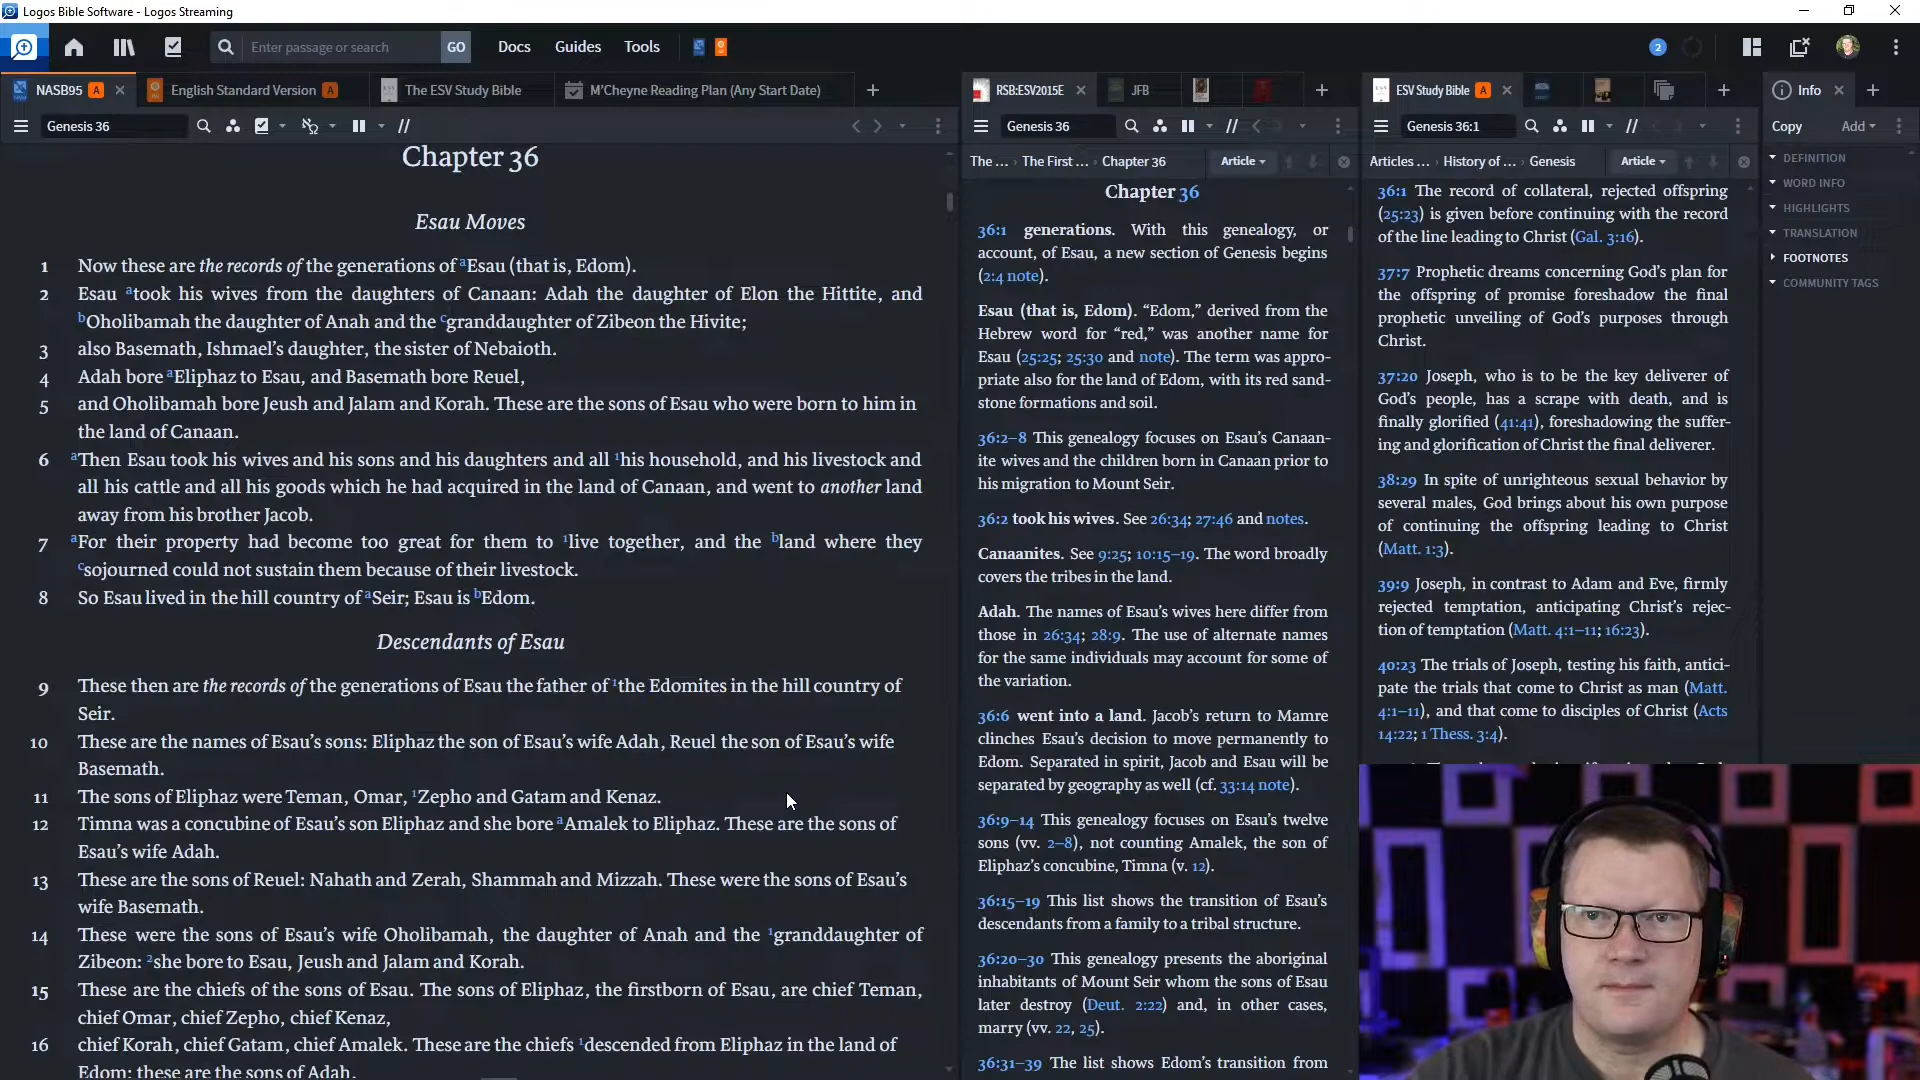 Logos Bible Software - Logos Streaming
Enter passage or search
GO
Docs
Guides
Tools
2
NASB95 A
English Standard Version A
The ESV Study Bible
M'Cheyne Reading Plan (Any Start Date)
Genesis 36
Chapter 36
Esau Moves
1 Now these are the records of the generations of aEsau (that is, Edom).
2 Esau atook his wives from the daughters of Canaan: Adah the daughter of Elon the Hittite, and
bOholibamah the daughter of Anah and the cgranddaughter of Zibeon the Hivite;
3 also Basemath, Ishmael's daughter, the sister of Nebaioth.
4 Adah bore aEliphaz to Esau, and Basemath bore Reuel,
5 and Oholibamah bore Jeush and Jalam and Korah. These are the sons of Esau who were born to him in
the land of Canaan.
6 aThen Esau took his wives and his sons and his daughters and all 1his household, and his livestock and
all his cattle and all his goods which he had acquired in the land of Canaan, and went to another land
away from his brother Jacob.
7 aFor their property had become too great for them to 1live together, and the bland where they
csojourned could not sustain them because of their livestock.
8 So Esau lived in the hill country of aSeir; Esau is bEdom.
Descendants of Esau
9 These then are the records of the generations of Esau the father of 1the Edomites in the hill country of
Seir.
10 These are the names of Esau's sons: Eliphaz the son of Esau's wife Adah, Reuel the son of Esau's wife
Basemath.
11 The sons of Eliphaz were Teman, Omar, 1Zepho and Gatam and Kenaz.
12 Timna was a concubine of Esau's son Eliphaz and she bore aAmalek to Eliphaz. These are the sons of
Esau's wife Adah.
13 These are the sons of Reuel: Nahath and Zerah, Shammah and Mizzah. These were the sons of Esau's
wife Basemath.
14 These were the sons of Esau's wife Oholibamah, the daughter of Anah and the 1granddaughter of
Zibeon: 2she bore to Esau, Jeush and Jalam and Korah.
15 These are the chiefs of the sons of Esau. The sons of Eliphaz, the firstborn of Esau, are chief Teman,
chief Omar, chief Zepho, chief Kenaz,
16 chief Korah, chief Gatam, chief Amalek. These are the chiefs 1descended from Eliphaz in the land of
Edom; these are the sons of Adah.
RSB:ESV2015E
JFB
Genesis 36
The ... › The First ... › Chapter 36
Article
Chapter 36
36:1 generations. With this genealogy, or
account, of Esau, a new section of Genesis begins
(2:4 note).
Esau (that is, Edom). “Edom,” derived from the
Hebrew word for “red,” was another name for
Esau (25:25; 25:30 and note). The term was appro-
priate also for the land of Edom, with its red sand-
stone formations and soil.
36:2–8 This genealogy focuses on Esau's Canaan-
ite wives and the children born in Canaan prior to
his migration to Mount Seir.
36:2 took his wives. See 26:34; 27:46 and notes.
Canaanites. See 9:25; 10:15–19. The word broadly
covers the tribes in the land.
Adah. The names of Esau's wives here differ from
those in 26:34; 28:9. The use of alternate names
for the same individuals may account for some of
the variation.
36:6 went into a land. Jacob's return to Mamre
clinches Esau's decision to move permanently to
Edom. Separated in spirit, Jacob and Esau will be
separated by geography as well (cf. 33:14 note).
36:9–14 This genealogy focuses on Esau's twelve
sons (vv. 2–8), not counting Amalek, the son of
Eliphaz's concubine, Timna (v. 12).
36:15–19 This list shows the transition of Esau's
descendants from a family to a tribal structure.
36:20–30 This genealogy presents the aboriginal
inhabitants of Mount Seir whom the sons of Esau
later destroy (Deut. 2:22) and, in other cases,
marry (vv. 22, 25).
36:31–39 The list shows Edom's transition from
ESV Study Bible A
Genesis 36:1
Articles ... › History of ... › Genesis
Article
36:1 The record of collateral, rejected offspring
(25:23) is given before continuing with the record
of the line leading to Christ (Gal. 3:16).
37:7 Prophetic dreams concerning God's plan for
the offspring of promise foreshadow the final
prophetic unveiling of God's purposes through
Christ.
37:20 Joseph, who is to be the key deliverer of
God's people, has a scrape with death, and is
finally glorified (41:41), foreshadowing the suffer-
ing and glorification of Christ the final deliverer.
38:29 In spite of unrighteous sexual behavior by
several males, God brings about his own purpose
of continuing the offspring leading to Christ
(Matt. 1:3).
39:9 Joseph, in contrast to Adam and Eve, firmly
rejected temptation, anticipating Christ's rejec-
tion of temptation (Matt. 4:1–11; 16:23).
40:23 The trials of Joseph, testing his faith, antici-
pate the trials that come to Christ as man (Matt.
4:1–11), and that come to disciples of Christ (Acts
14:22; 1 Thess. 3:4).
Info
Copy
Add
DEFINITION
WORD INFO
HIGHLIGHTS
TRANSLATION
FOOTNOTES
COMMUNITY TAGS